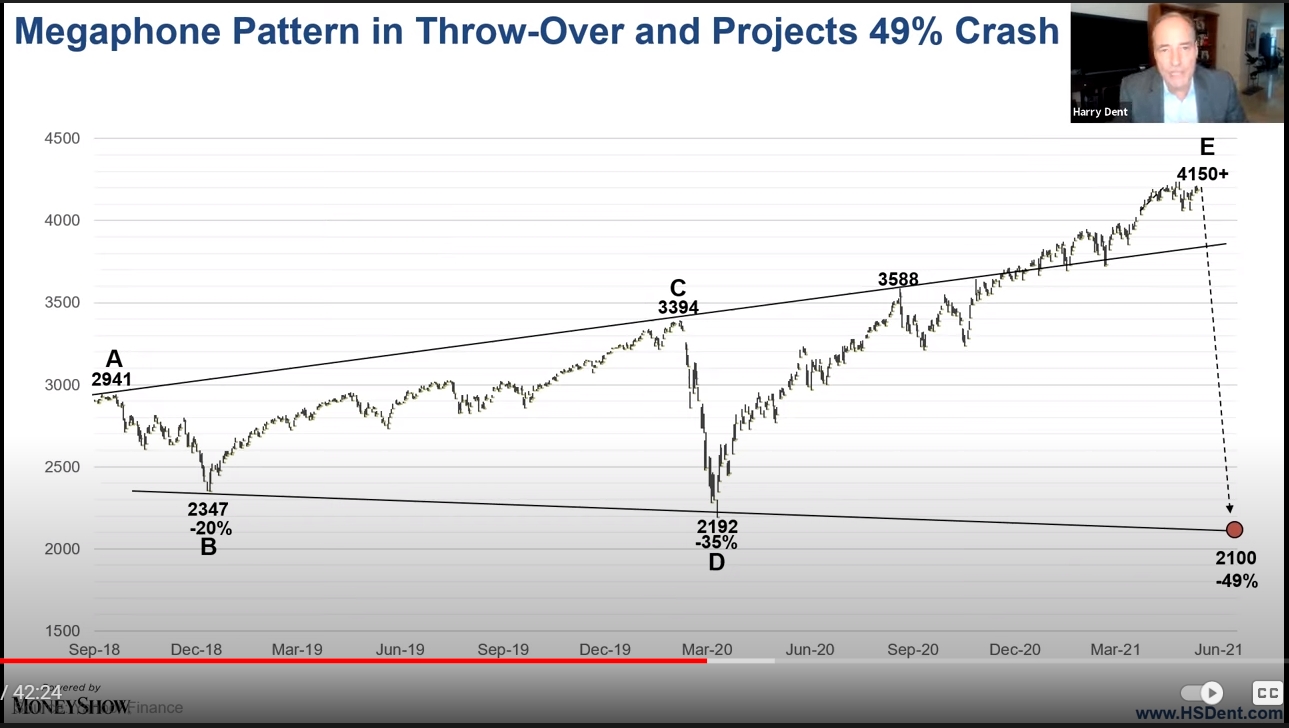 Megaphone Pattern in Throw-Over and Projects 49% Crash
Harry Dent
4500
E
4150+
4000
3588
C
3394
3500
A
2941
3000
2500
2347
-20%
B
2192
-35%
D
2000
2100
-49%
1500
Sep-18 Dec-18 Mar-19 Jun-19 Sep-19 Dec-19 Mar-20 Jun-20 Sep-20 Dec-20 Mar-21 Jun-21
/ 42:24
Powered by
MONEYSHOW Finance
CC
www.HSDent.com